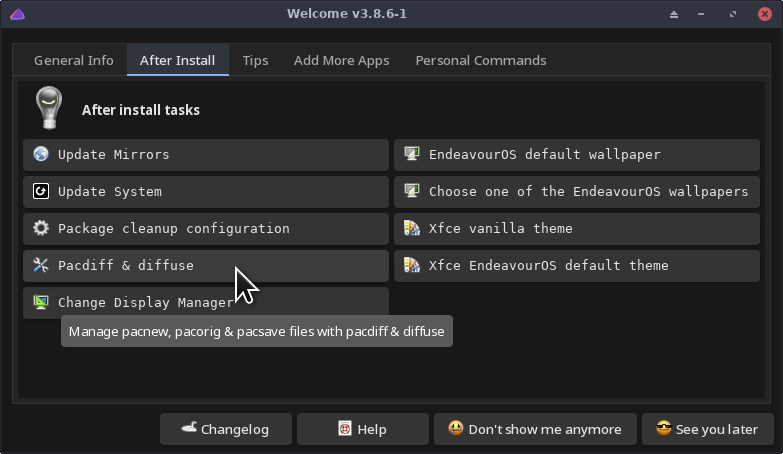 Welcome v3.8.6-1
General Info After Install Tips Add More Apps Personal Commands
After install tasks
Update Mirrors
Update System
Package cleanup configuration
Pacdiff & diffuse
Change Display Manager
Manage pacnew, pacorig & pacsave files with pacdiff & diffuse
EndeavourOS default wallpaper
Choose one of the EndeavourOS wallpapers
Xfce vanilla theme
Xfce EndeavourOS default theme
Changelog Help Don't show me anymore See you later